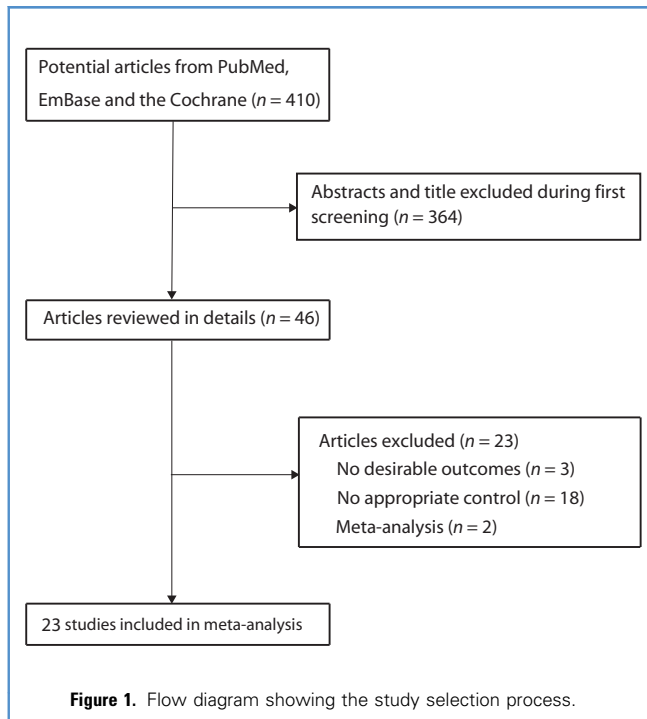 Potential articles from PubMed,
EmBase and the Cochrane (n = 410)
Abstracts and title excluded during first
screening (n = 364)
Articles reviewed in details (n = 46)
Articles excluded (n = 23)
No desirable outcomes (n = 3)
No appropriate control (n = 18)
Meta-analysis (n = 2)
23 studies included in meta-analysis
Figure 1. Flow diagram showing the study selection process.